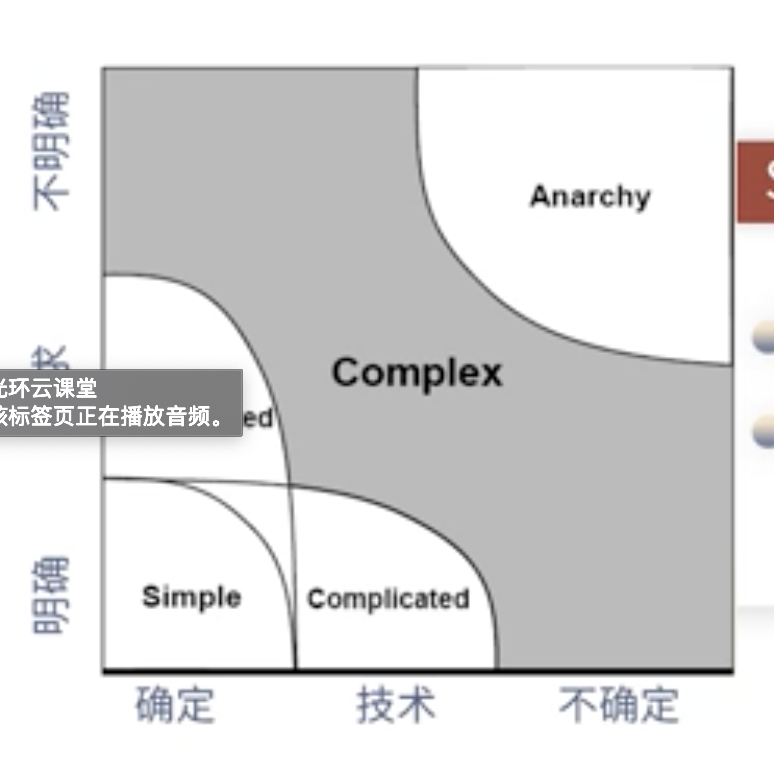 不明确
Anarchy
Complex
求
光环云课堂
该标签页正在播放音频。
ed
明确
Simple
Complicated
确定
技术
不确定
S